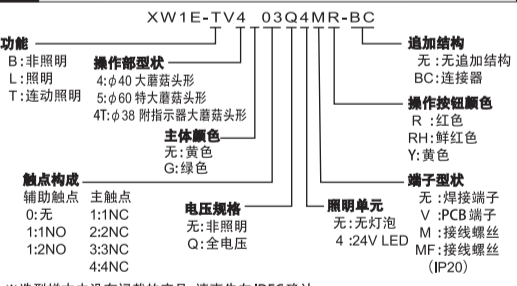 XW1E-TV4 03Q4MR-BC
功能
B:非照明
L:照明
T:连动照明
操作部型状
4:φ40 大蘑菇头形
5:φ60 特大蘑菇头形
4T:φ38 附指示器大蘑菇头形
主体颜色
无:黄色
G:绿色
触点构成
辅助触点 主触点
0:无 1:1NC
1:1NO 2:2NC
1:2NO 3:3NC
4:4NC
电压规格
无:非照明
Q:全电压
照明单元
无:无灯泡
4:24V LED
追加结构
无:无追加结构
BC:连接器
操作按钮颜色
R:红色
RH:鲜红色
Y:黄色
端子型状
无:焊接端子
V:PCB端子
M:接线螺丝
MF:接线螺丝
(IP20)